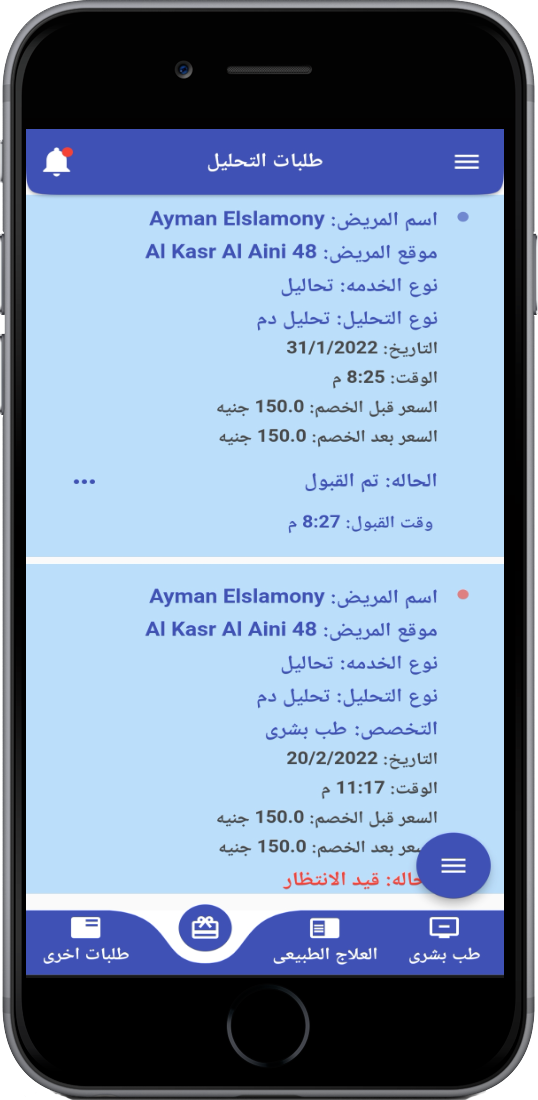 طلبات التحليل
اسم المريض: Ayman Elslamony
موقع المريض: Al Kasr Al Aini 48
نوع الخدمه: تحاليل
نوع التحليل: تحليل دم
التاريخ: 31/1/2022
الوقت: 8:25 م
السعر قبل الخصم: 150.0 جنيه
السعر بعد الخصم: 150.0 جنيه
الحاله: تم القبول
وقت القبول: 8:27 م
اسم المريض: Ayman Elslamony
موقع المريض: Al Kasr Al Aini 48
نوع الخدمه: تحاليل
نوع التحليل: تحليل دم
التخصص: طب بشرى
التاريخ: 20/2/2022
الوقت: 11:17 م
السعر قبل الخصم: 150.0 جنيه
سعر بعد الخصم: 150.0 جنيه
حاله: قيد الانتظار
طب بشرى
العلاج الطبيعى
طلبات اخرى